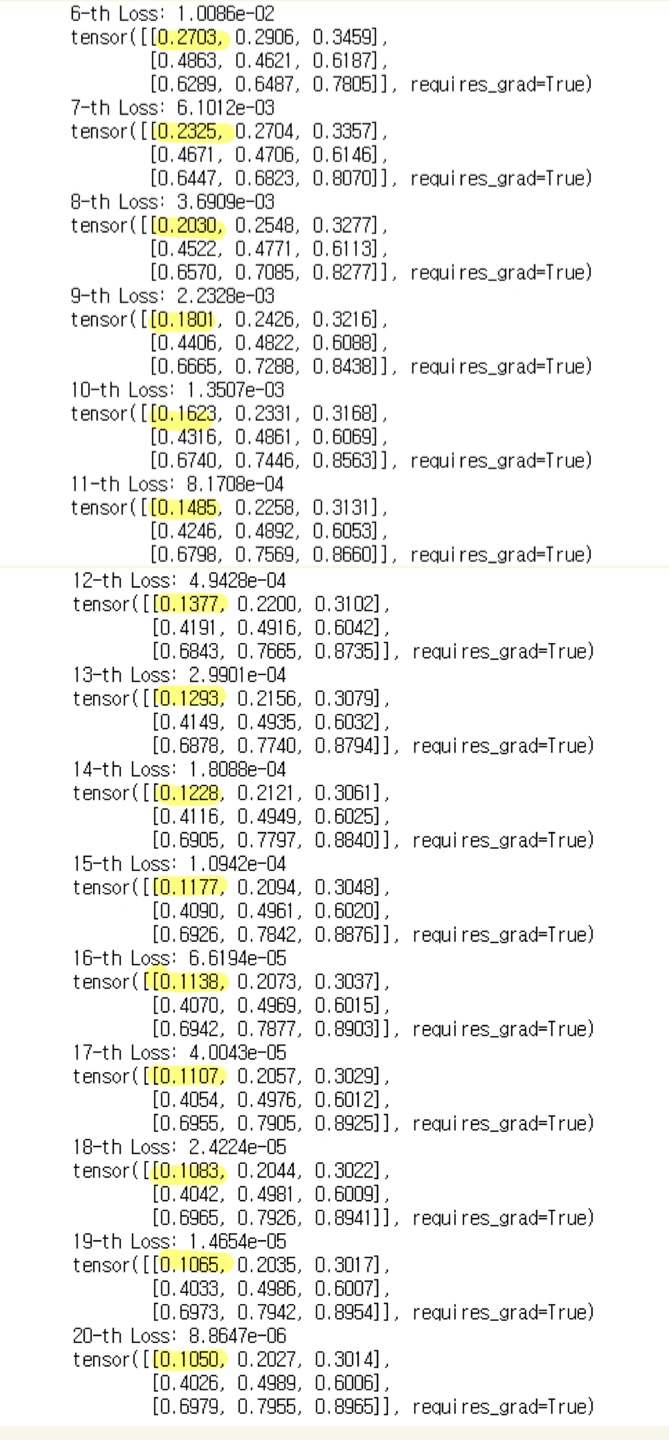 6-th Loss: 1.0086e-02
tensor([[0.2703, 0.2906, 0.3459],
[0.4863, 0.4621, 0.6187],
[0.6289, 0.6487, 0.7805]], requires_grad=True)
7-th Loss: 6.1012e-03
tensor([[0.2325, 0.2704, 0.3357],
[0.4671, 0.4706, 0.6146],
[0.6447, 0.6823, 0.8070]], requires_grad=True)
8-th Loss: 3.6909e-03
tensor([[0.2030, 0.2548, 0.3277],
[0.4522, 0.4771, 0.6113],
[0.6570, 0.7085, 0.8277]], requires_grad=True)
9-th Loss: 2.2328e-03
tensor([[0.1801, 0.2426, 0.3216],
[0.4406, 0.4822, 0.6088],
[0.6665, 0.7288, 0.8438]], requires_grad=True)
10-th Loss: 1.3507e-03
tensor([[0.1623, 0.2331, 0.3168],
[0.4316, 0.4861, 0.6069],
[0.6740, 0.7446, 0.8563]], requires_grad=True)
11-th Loss: 8.1708e-04
tensor([[0.1485, 0.2258, 0.3131],
[0.4246, 0.4892, 0.6053],
[0.6798, 0.7569, 0.8660]], requires_grad=True)
12-th Loss: 4.9428e-04
tensor([[0.1377, 0.2200, 0.3102],
[0.4191, 0.4916, 0.6042],
[0.6843, 0.7665, 0.8735]], requires_grad=True)
13-th Loss: 2.9901e-04
tensor([[0.1293, 0.2156, 0.3079],
[0.4149, 0.4935, 0.6032],
[0.6878, 0.7740, 0.8794]], requires_grad=True)
14-th Loss: 1.8088e-04
tensor([[0.1228, 0.2121, 0.3061],
[0.4116, 0.4949, 0.6025],
[0.6905, 0.7797, 0.8840]], requires_grad=True)
15-th Loss: 1.0942e-04
tensor([[0.1177, 0.2094, 0.3048],
[0.4090, 0.4961, 0.6020],
[0.6926, 0.7842, 0.8876]], requires_grad=True)
16-th Loss: 6.6194e-05
tensor([[0.1138, 0.2073, 0.3037],
[0.4070, 0.4969, 0.6015],
[0.6942, 0.7877, 0.8903]], requires_grad=True)
17-th Loss: 4.0043e-05
tensor([[0.1107, 0.2057, 0.3029],
[0.4054, 0.4976, 0.6012],
[0.6955, 0.7905, 0.8925]], requires_grad=True)
18-th Loss: 2.4224e-05
tensor([[0.1083, 0.2044, 0.3022],
[0.4042, 0.4981, 0.6009],
[0.6965, 0.7926, 0.8941]], requires_grad=True)
19-th Loss: 1.4654e-05
tensor([[0.1065, 0.2035, 0.3017],
[0.4033, 0.4986, 0.6007],
[0.6973, 0.7942, 0.8954]], requires_grad=True)
20-th Loss: 8.8647e-06
tensor([[0.1050, 0.2027, 0.3014],
[0.4026, 0.4989, 0.6006],
[0.6979, 0.7955, 0.8965]], requires_grad=True)